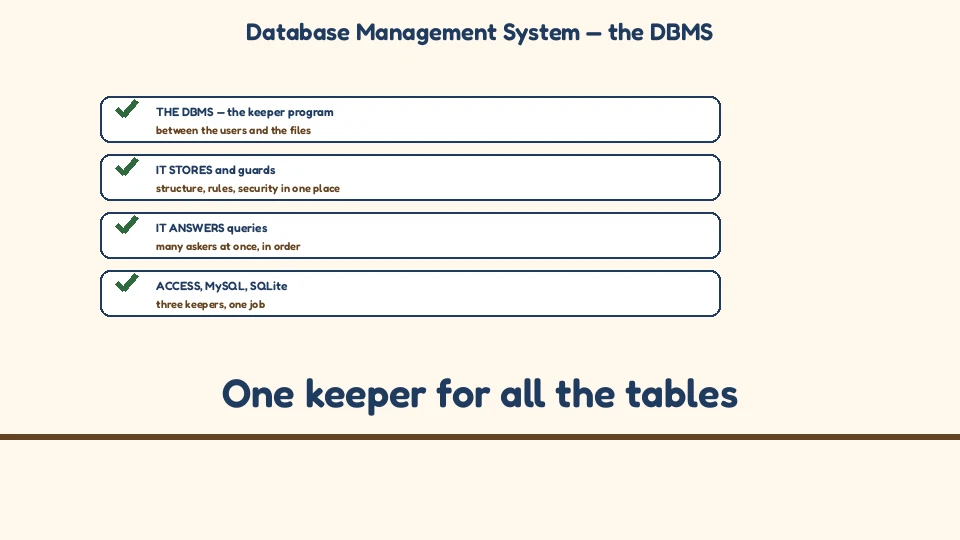 Database Management System — the DBMS
THE DBMS — the keeper program
between the users and the files
IT STORES and guards
structure, rules, security in one place
IT ANSWERS queries
many askers at once, in order
ACCESS, MySQL, SQLite
three keepers, one job
One keeper for all the tables